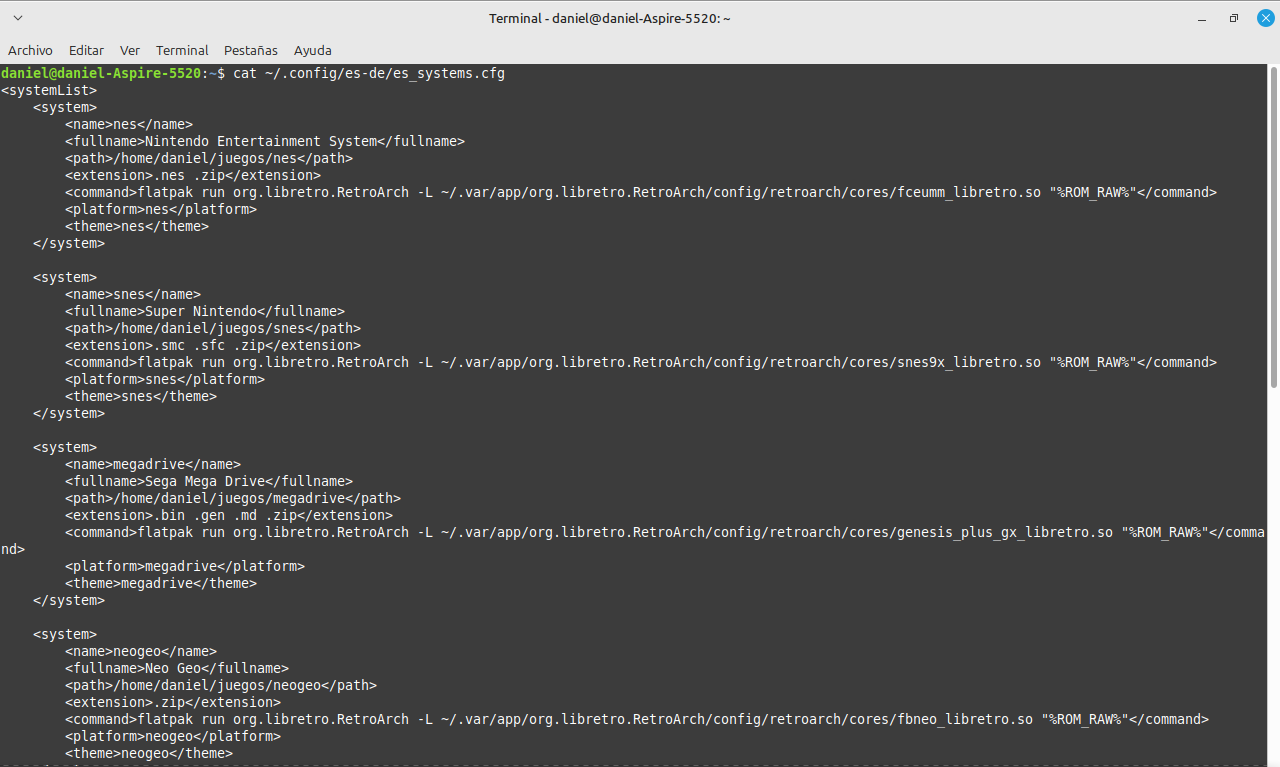 Terminal - daniel@daniel-Aspire-5520: ~
Archivo Editar Ver Terminal Pestañas Ayuda
daniel@daniel-Aspire-5520:~$ cat ~/.config/es-de/es_systems.cfg
<systemList>
    <system>
        <name>nes</name>
        <fullname>Nintendo Entertainment System</fullname>
        <path>/home/daniel/juegos/nes</path>
        <extension>.nes .zip</extension>
        <command>flatpak run org.libretro.RetroArch -L ~/.var/app/org.libretro.RetroArch/config/retroarch/cores/fceumm_libretro.so "%ROM_RAW%"</command>
        <platform>nes</platform>
        <theme>nes</theme>
    </system>

    <system>
        <name>snes</name>
        <fullname>Super Nintendo</fullname>
        <path>/home/daniel/juegos/snes</path>
        <extension>.smc .sfc .zip</extension>
        <command>flatpak run org.libretro.RetroArch -L ~/.var/app/org.libretro.RetroArch/config/retroarch/cores/snes9x_libretro.so "%ROM_RAW%"</command>
        <platform>snes</platform>
        <theme>snes</theme>
    </system>

    <system>
        <name>megadrive</name>
        <fullname>Sega Mega Drive</fullname>
        <path>/home/daniel/juegos/megadrive</path>
        <extension>.bin .gen .md .zip</extension>
        <command>flatpak run org.libretro.RetroArch -L ~/.var/app/org.libretro.RetroArch/config/retroarch/cores/genesis_plus_gx_libretro.so "%ROM_RAW%"</comma
nd>
        <platform>megadrive</platform>
        <theme>megadrive</theme>
    </system>

    <system>
        <name>neogeo</name>
        <fullname>Neo Geo</fullname>
        <path>/home/daniel/juegos/neogeo</path>
        <extension>.zip</extension>
        <command>flatpak run org.libretro.RetroArch -L ~/.var/app/org.libretro.RetroArch/config/retroarch/cores/fbneo_libretro.so "%ROM_RAW%"</command>
        <platform>neogeo</platform>
        <theme>neogeo</theme>